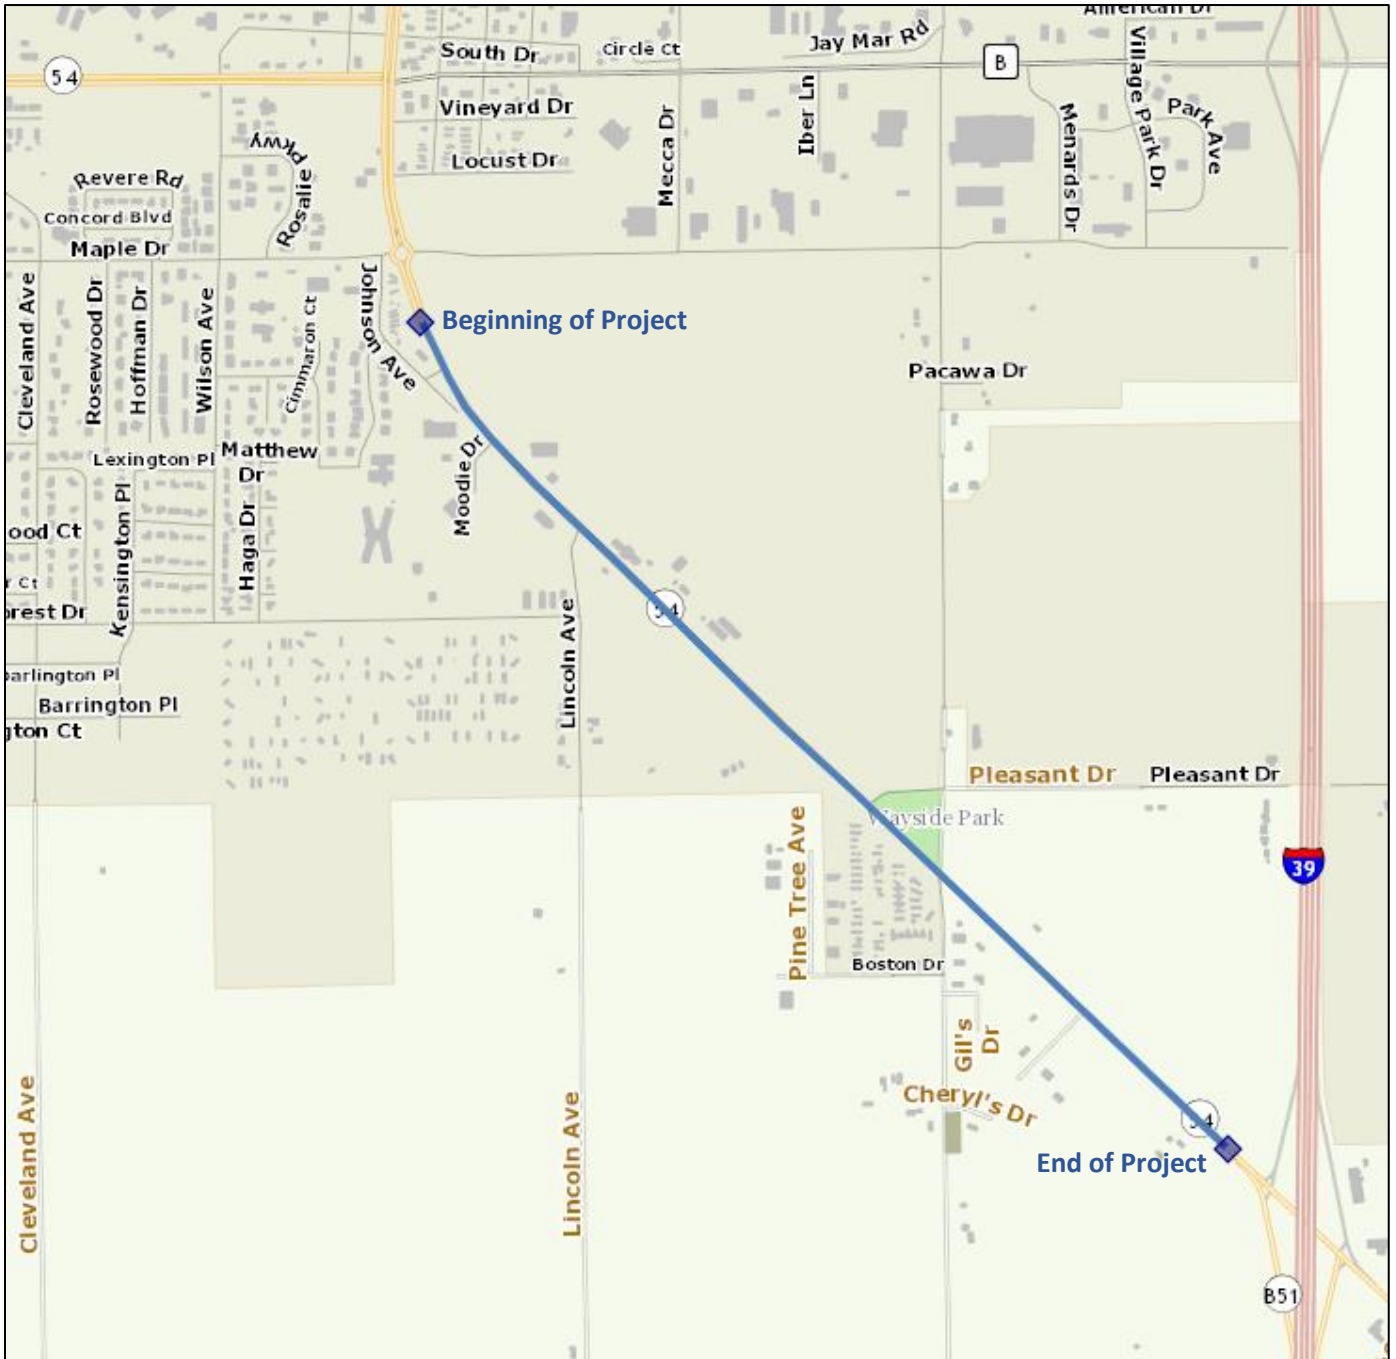 American Dr
South Dr
Circle Ct
Jay Mar Rd
54
B
Village Park Dr
Park Ave
Vineyard Dr
Iber Ln
Mecca Dr
Menards Dr
Locust Dr
Rosalie Pkwy
Revere Rd
Concord Blvd
Maple Dr
Johnson Ave
Cleveland Ave
Rosewood Dr
Hoffman Dr
Wilson Ave
Cimmaron Ct
Beginning of Project
Pacawa Dr
Matthew
Dr
Lexington Pl
Moodie Dr
Kensington Pl
Haga Dr
ood Ct
r Ct
orest Dr
54
Lincoln Ave
arlington Pl
Barrington Pl
gton Ct
Pleasant Dr
Pleasant Dr
Wayside Park
Pine Tree Ave
39
Boston Dr
Gil's
Dr
Cheryl's Dr
Cleveland Ave
Lincoln Ave
54
End of Project
B51